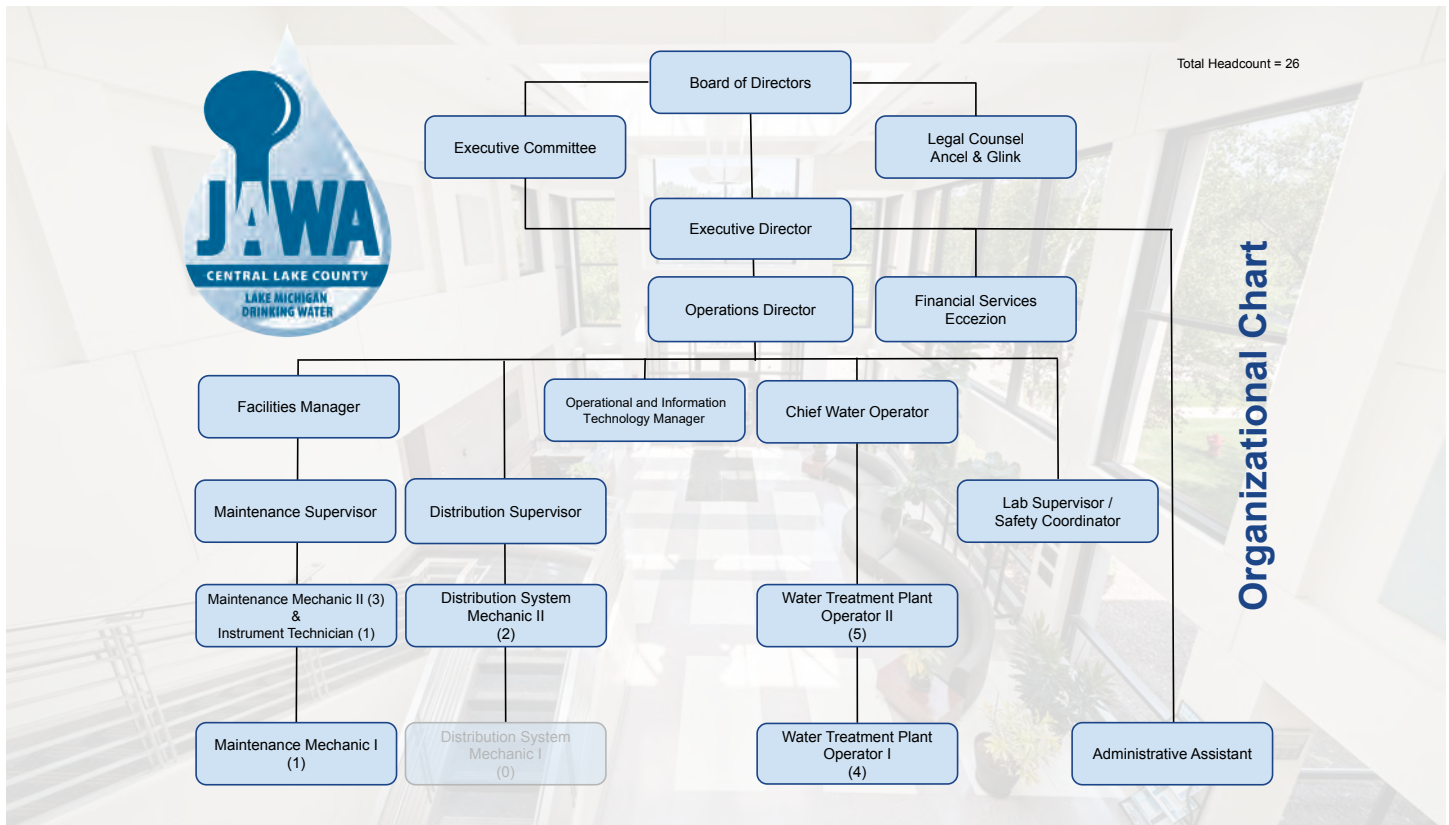 Total Headcount = 26
Board of Directors
Executive Committee
Legal Counsel
Ancel & Glink
JAWA
CENTRAL LAKE COUNTY
LAKE MICHIGAN
DRINKING WATER
Executive Director
Operations Director
Financial Services
Eccezion
Organizational Chart
Facilities Manager
Operational and Information
Technology Manager
Chief Water Operator
Maintenance Supervisor
Distribution Supervisor
Lab Supervisor /
Safety Coordinator
Maintenance Mechanic II (3)
&
Instrument Technician (1)
Distribution System
Mechanic II
(2)
Water Treatment Plant
Operator II
(5)
Maintenance Mechanic I
(1)
Distribution System
Mechanic I
(0)
Water Treatment Plant
Operator I
(4)
Administrative Assistant